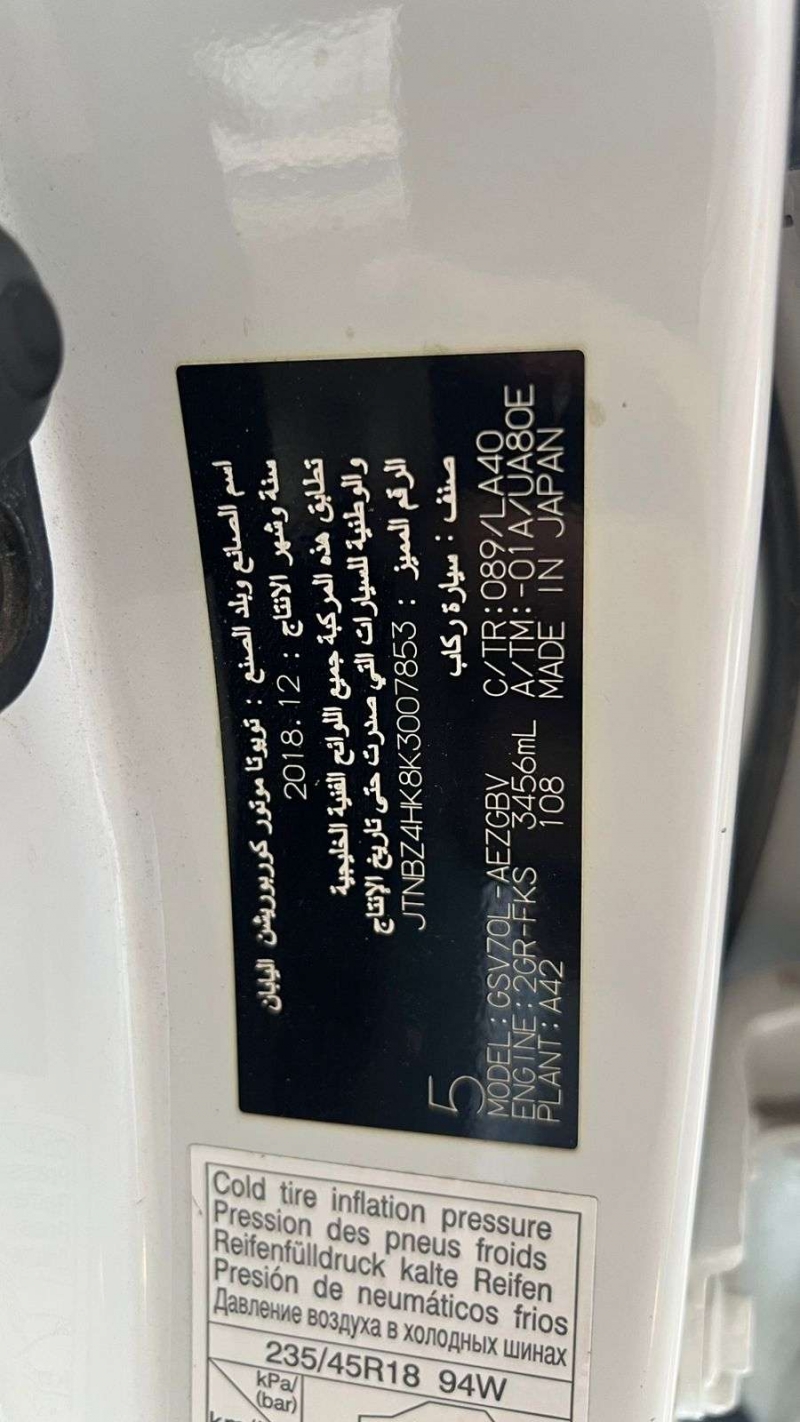 اسم الصانع وبلد الصنع : تويوتا موتور كوربوريشن اليابان
سنة وشهر الانتاج : 2018.12
تطابق هذه المركبة جميع اللوائح الفنية الخليجية
والوطنية للسيارات التي صدرت حتى تاريخ الإنتاج
الرقم المميز : JTNBZ4HK8K3007853
صنف : سيارة ركاب
5
MODEL:GSV70L-AEZGBV C/TR:089/LA40
ENGINE:2GR-FKS 3456mL A/TM:-01A/UA80E
PLANT:A42 108 MADE IN JAPAN
Cold tire inflation pressure
Pression des pneus froids
Reifenfülldruck kalte Reifen
Presión de neumáticos frios
Давление воздуха в холодных шинах
235/45R18 94W
kPa/
(bar)